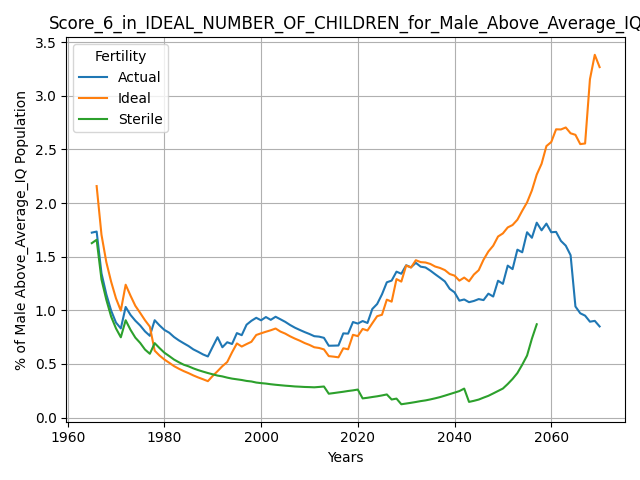 Score_6_in_IDEAL_NUMBER_OF_CHILDREN_for_Male_Above_Average_IQ
Fertility
Actual
Ideal
Sterile
% of Male Above_Average_IQ Population
3.5
3.0
2.5
2.0
1.5
1.0
0.5
0.0
1960 1980 2000 2020 2040 2060
Years